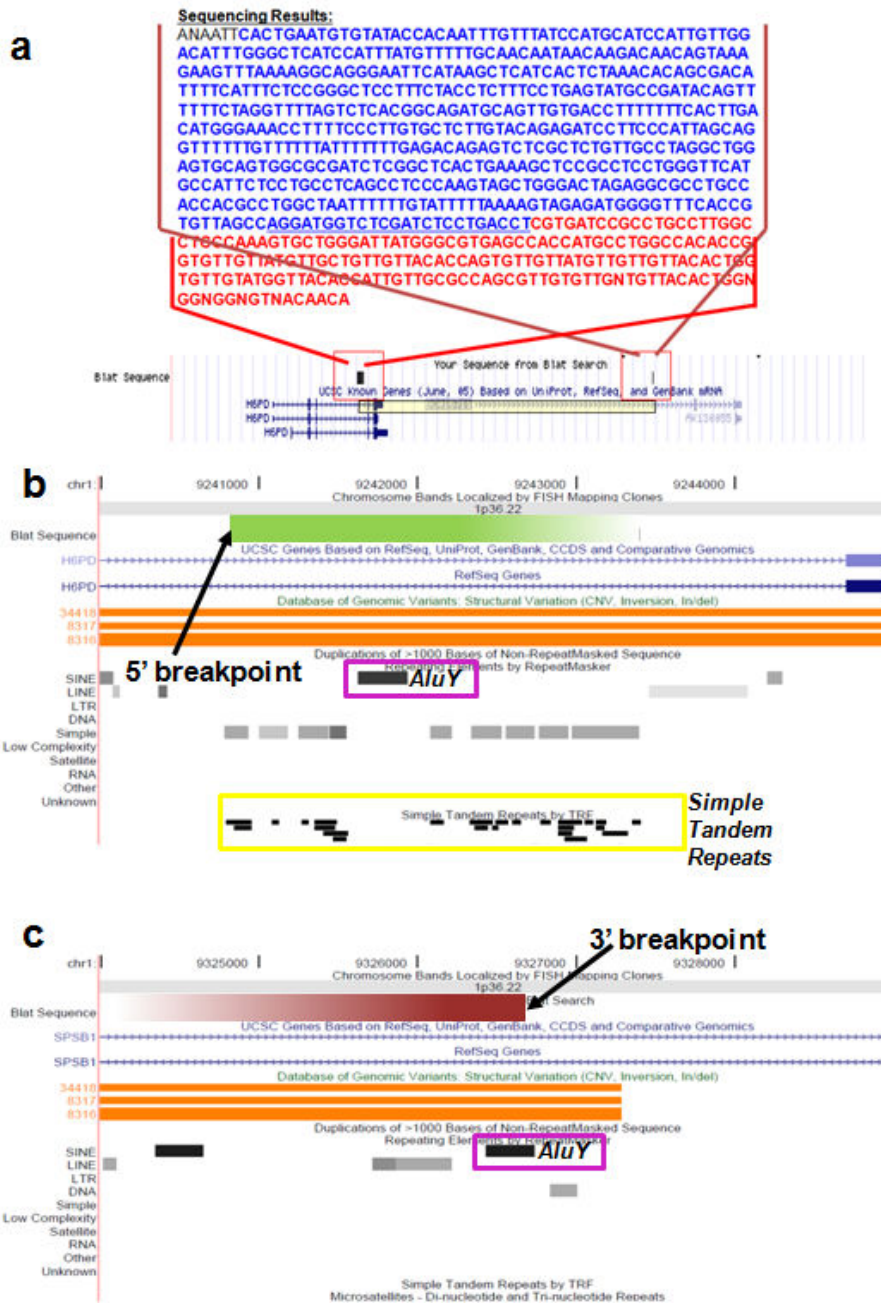 a
Sequencing Results:
ANAATTCACTGAATGTGTATACCACAATTTGTTTATCCATGCATCCATTGTTGG
ACATTTGGGCTCATCCATTTATGTTTTTGCAACAATAACAAGACAACAGTAAA
GAAGTTTAAAAGGCAGGGAATTCATAAGCTCATCACTCTAAACACAGCGACA
TTTTCATTTCTCCGGGCTCCTTTCTACCTCTTTCCTGAGTATGCCGATACAGTT
TTTTCTAGGTTTTAGTCTCACGGCAGATGCAGTTGTGACCTTTTTTTCACTTGA
CATGGGAAACCTTTTCCCTTGTGCTCTTGTACAGAGATCCTTCCCATTAGCAG
GTTTTTTGTTTTTTATTTTTTTGAGACAGAGTCTCGCTCTGTTGCCTAGGCTGG
AGTGCAGTGGCGCGATCTCGGCTCACTGAAAGCTCCGCCTCCTGGGTTCAT
GCCATTCTCCTGCCTCAGCCTCCCAAGTAGCTGGGACTAGAGGCGCCTGCC
ACCACGCCTGGCTAATTTTTTGTATTTTTAAAAGTAGAGATGGGGTTTCACCG
TGTTAGCCAGGATGGTCTCGATCTCCTGACCTCGTGATCCGCCTGCCTTGGC
CTCCCAAAGTGCTGGGATTATGGGCGTGAGCCACCATGCCTGGCCACACCG
GTGTTGTTATGTTGCTGTTGTTACACCAGTGTTGTTATGTTGTTGTTACACTGG
TGTTGTATGGTTACACCATTGTTGCGCCAGCGTTGTGTTGNTGTTACACTGGN
GGNGGNGTNACAACA
Your Sequence from Blat Search
Blat Sequence
UCSC Known Genes (June, 05) Based on UniProt, RefSeq, and GenBank mRNA
H6PD
H6PD
H6PD
b
chr1: 9241000 9242000 9243000 9244000
Chromosome Bands Localized by FISH Mapping Clones
1p36.22
Blat Sequence
UCSC Genes Based on RefSeq, UniProt, GenBank, CCDS and Comparative Genomics
H6PD
RefSeq Genes
H6PD
Database of Genomic Variants: Structural Variation (CNV, Inversion, In/del)
34418
8317
8316
Duplications of >1000 Bases of Non-RepeatMasked Sequence
5' breakpoint
Repeating Elements by RepeatMasker
SINE AluY
LINE
LTR
DNA
Simple
Low Complexity
Satellite
RNA
Other
Unknown
Simple Tandem Repeats by TRF
Simple
Tandem
Repeats
c
3' breakpoint
chr1: 9325000 9326000 9327000 9328000
Chromosome Bands Localized by FISH Mapping Clones
1p36.22
Blat Search
Blat Sequence
UCSC Genes Based on RefSeq, UniProt, GenBank, CCDS and Comparative Genomics
SPSB1
RefSeq Genes
SPSB1
Database of Genomic Variants: Structural Variation (CNV, Inversion, In/del)
34418
8317
8316
Duplications of >1000 Bases of Non-RepeatMasked Sequence
Repeating Elements by RepeatMasker
SINE AluY
LINE
LTR
DNA
Simple
Low Complexity
Satellite
RNA
Other
Unknown
Simple Tandem Repeats by TRF
Microsatellites - Di-nucleotide and Tri-nucleotide Repeats